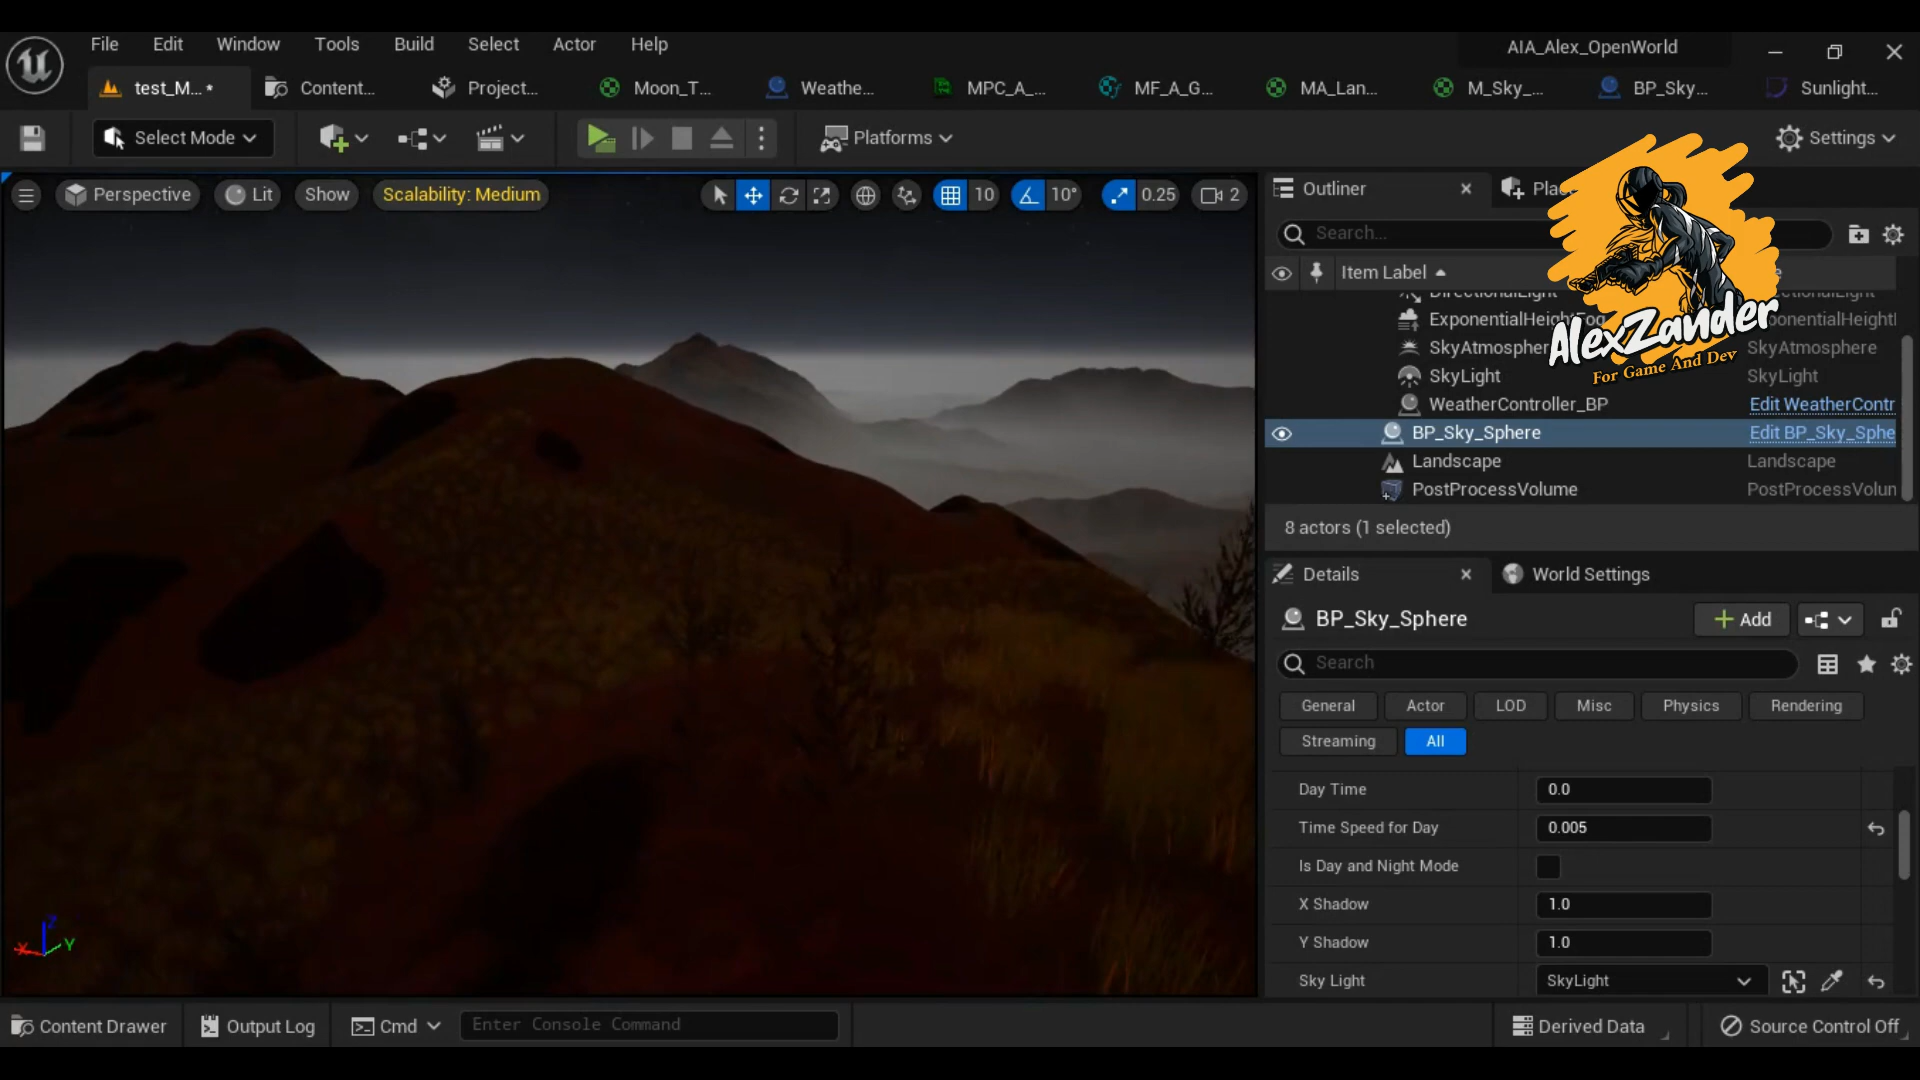 File Edit Window Tools Build Select Actor Help
AIA_Alex_OpenWorld
test_M... •
Content...
Project...
Moon_T...
Weathe...
MPC_A_...
MF_A_G...
MA_Lan...
M_Sky_...
BP_Sky...
Sunlight...
Select Mode
Platforms
Settings
Perspective
Lit
Show
Scalability: Medium
10
10°
0.25
2
Outliner
Search...
Item Label
DirectionalLight
ExponentialHeightFog
SkyAtmosphere SkyAtmosphere
SkyLight SkyLight
WeatherController_BP Edit WeatherContr
BP_Sky_Sphere Edit BP_Sky_Sphe
Landscape Landscape
PostProcessVolume PostProcessVolun
AlexZander
For Game And Dev
8 actors (1 selected)
Details
World Settings
BP_Sky_Sphere
Add
Search
General Actor LOD Misc Physics Rendering
Streaming All
Day Time 0.0
Time Speed for Day 0.005
Is Day and Night Mode
X Shadow 1.0
Y Shadow 1.0
Sky Light SkyLight
X Z Y
Content Drawer
Output Log
Cmd
Enter Console Command
Derived Data
Source Control Off